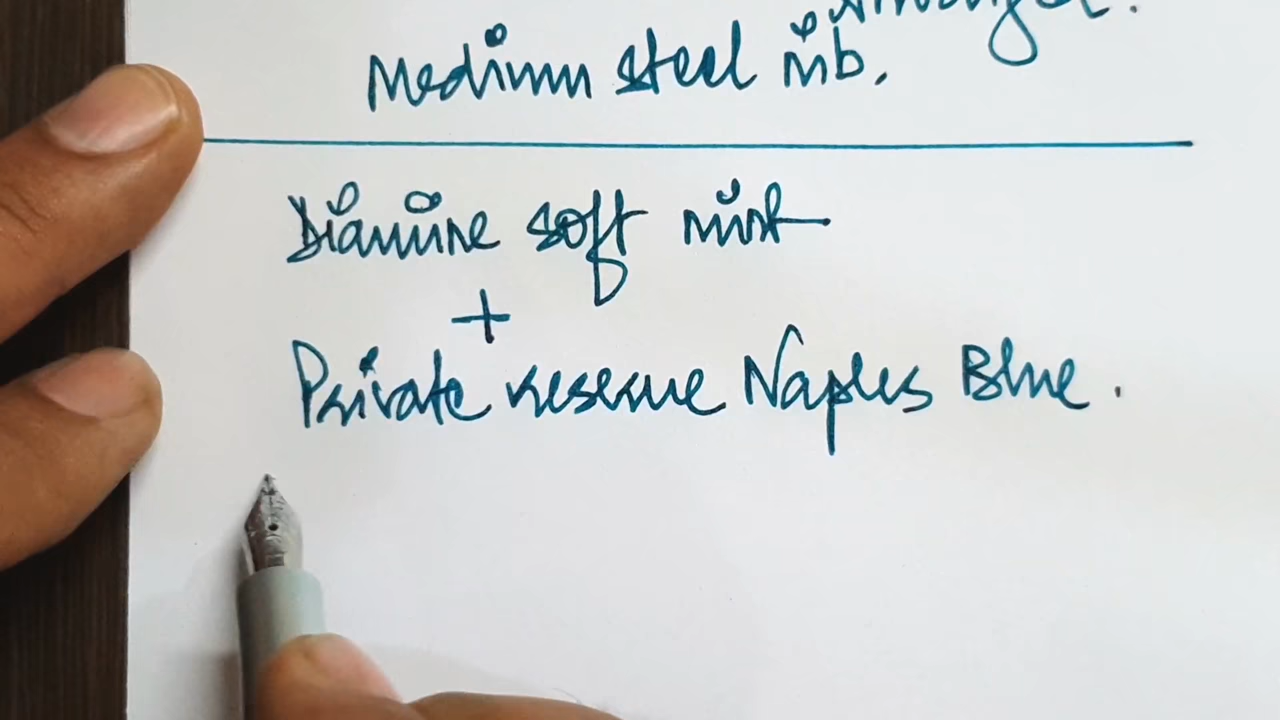 Medium steel nib.
Diamine soft mint
+
Private reserve Naples Blue.